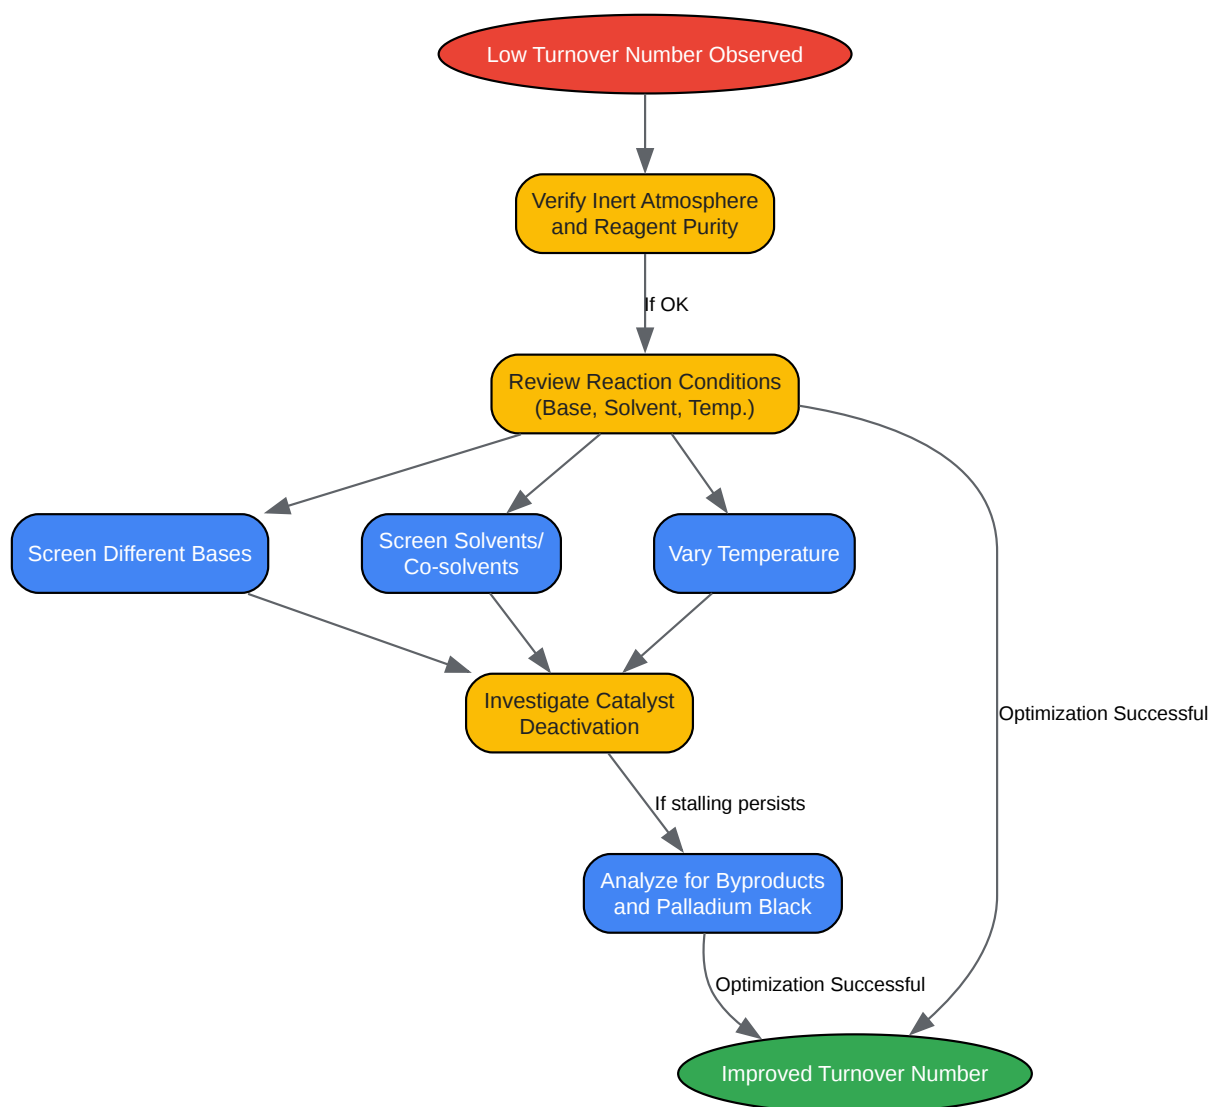 Low Turnover Number Observed
Verify Inert Atmosphere
and Reagent Purity
If OK
Review Reaction Conditions
(Base, Solvent, Temp.)
Screen Different Bases
Screen Solvents/
Co-solvents
Vary Temperature
Investigate Catalyst
Deactivation
Optimization Successful
If stalling persists
Analyze for Byproducts
and Palladium Black
Optimization Successful
Improved Turnover Number